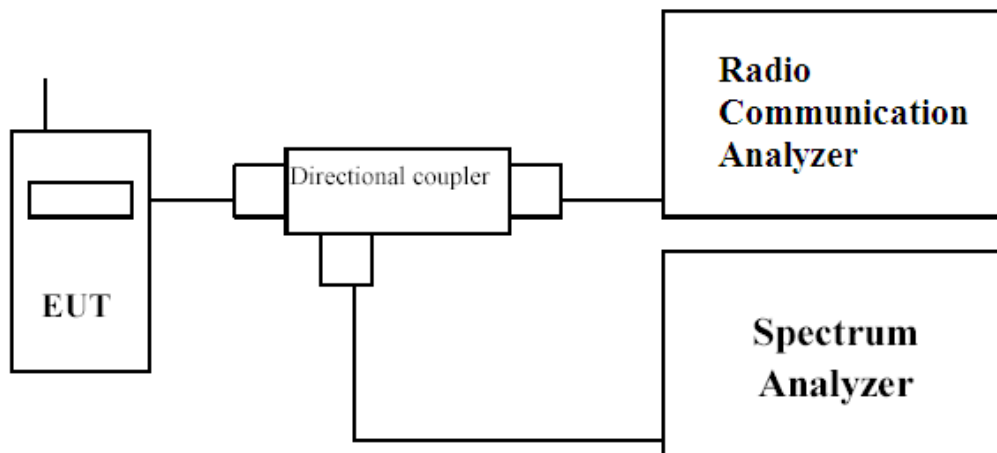 Radio
Communication
Analyzer
Directional coupler
EUT
Spectrum
Analyzer